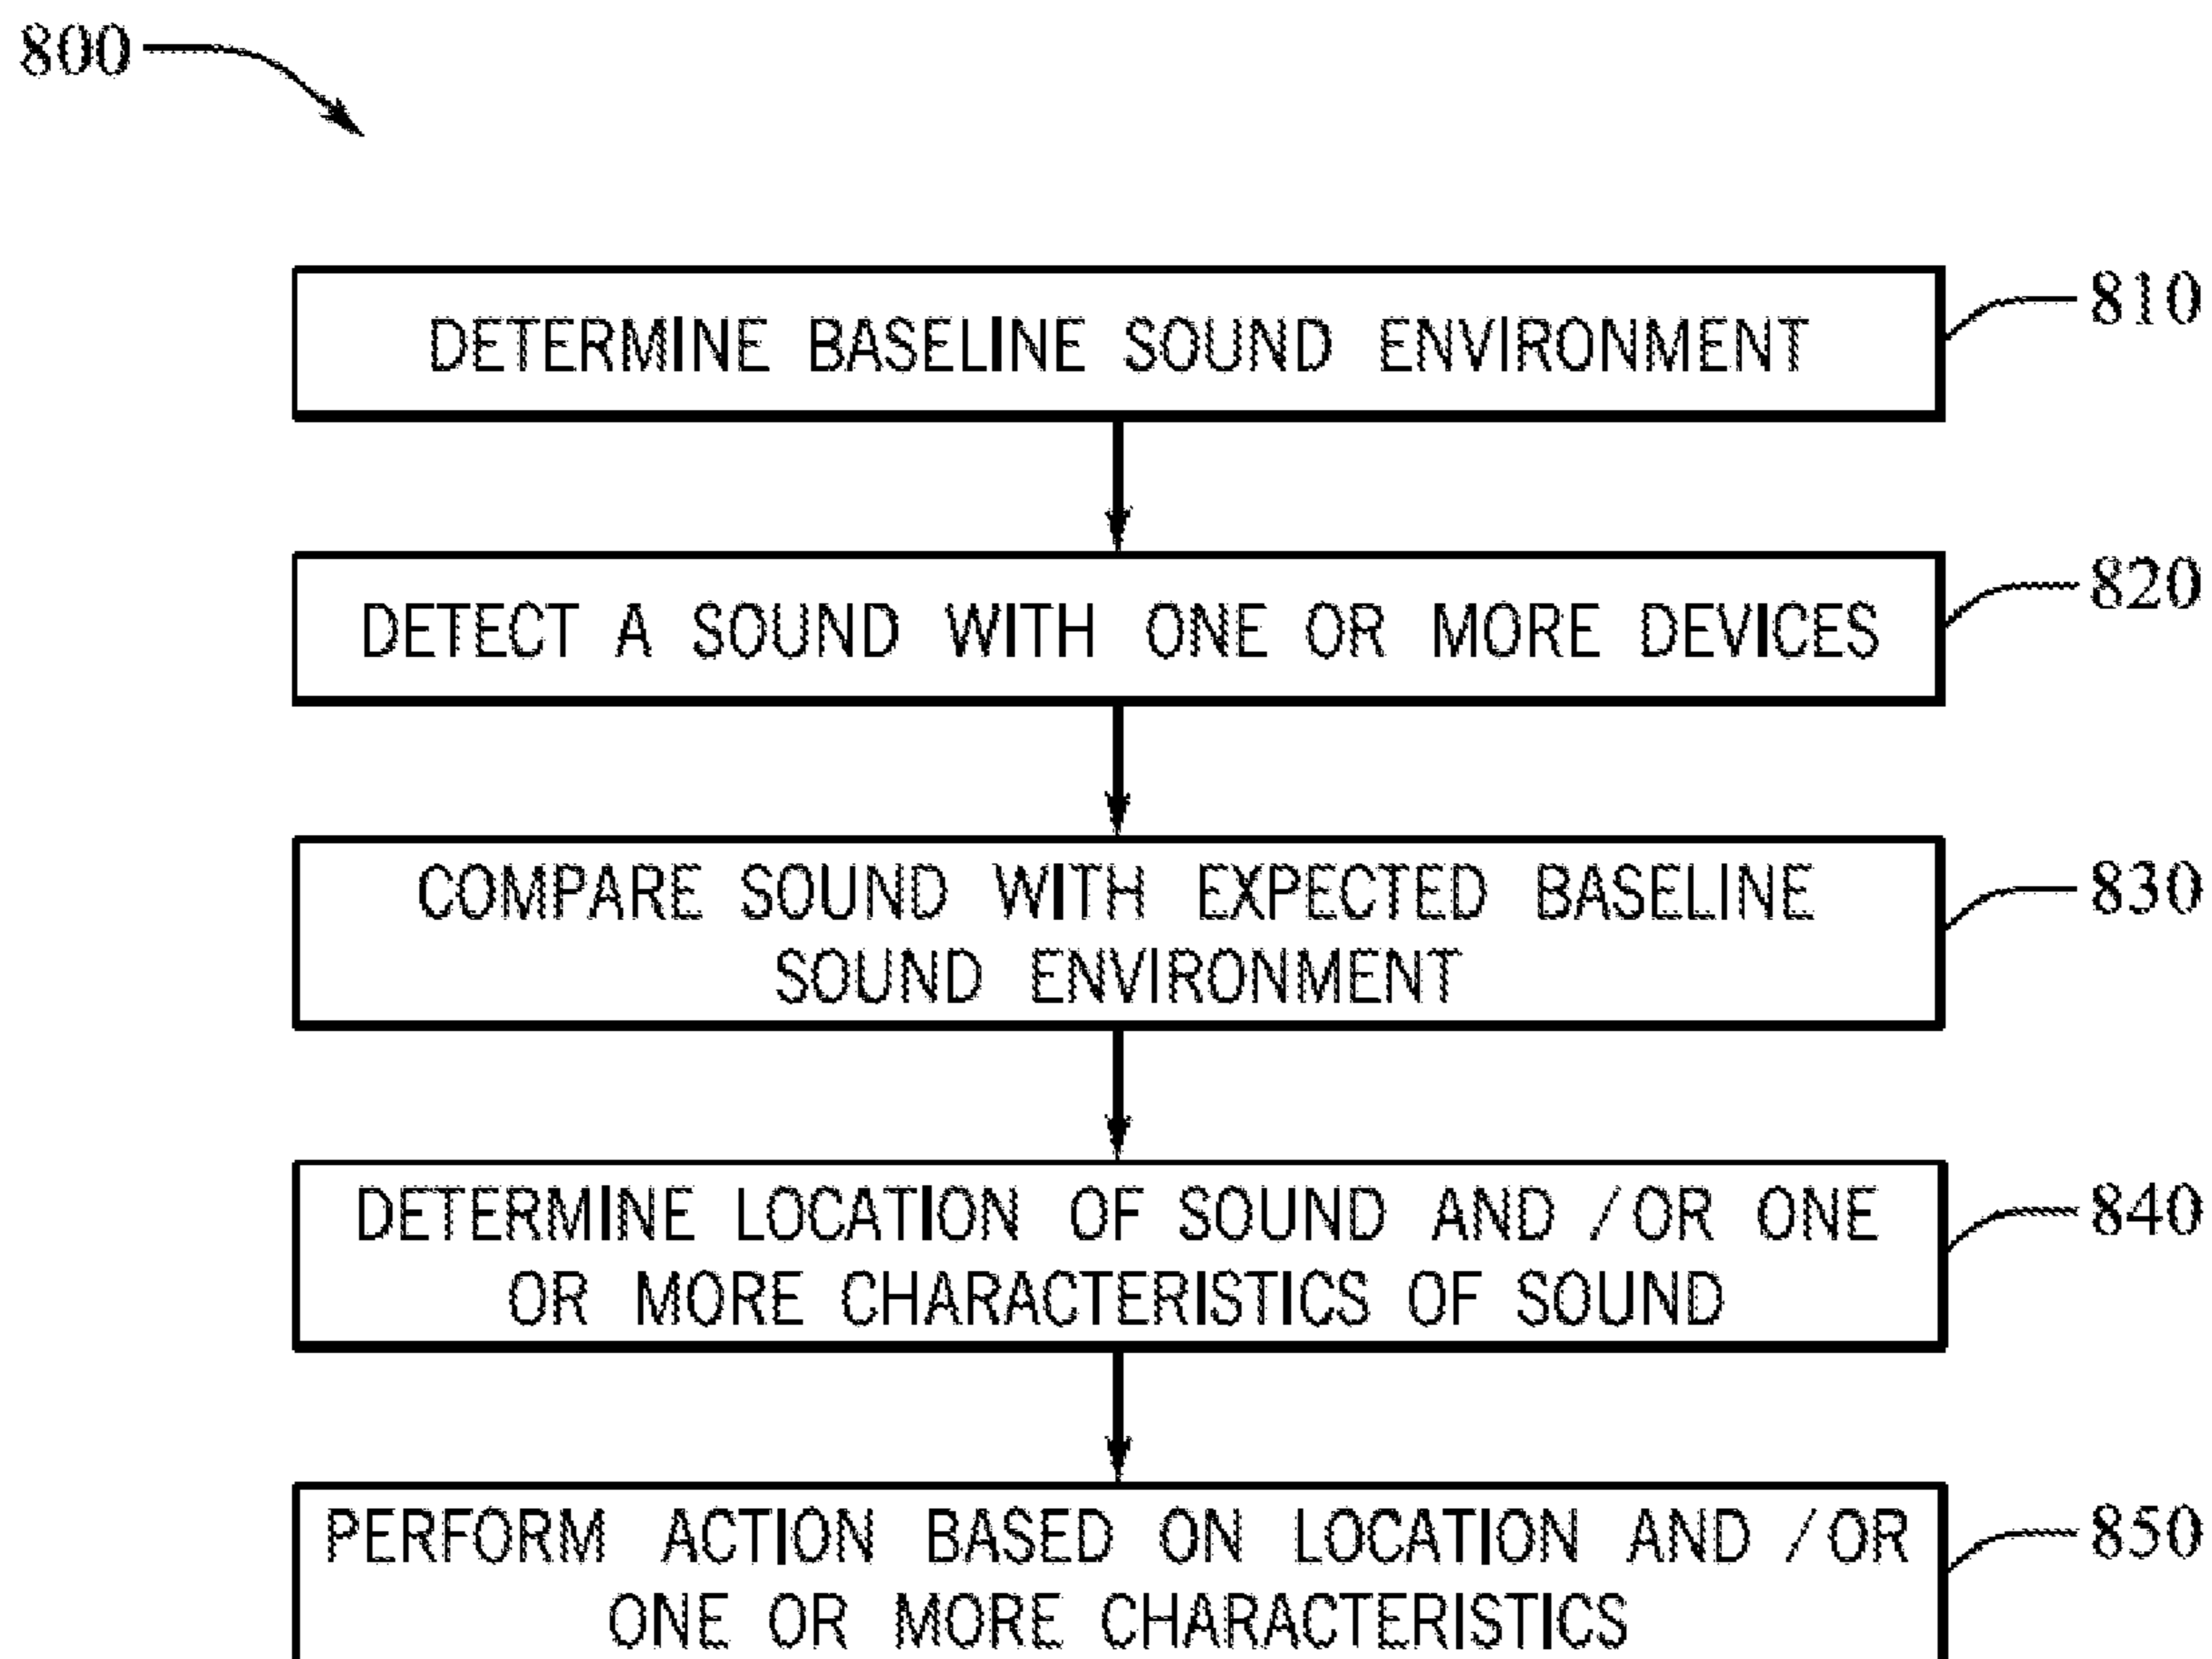 800
DETERMINE BASELINE SOUND ENVIRONMENT
810
DETECT A SOUND WITH ONE OR MORE DEVICES
820
COMPARE SOUND WITH EXPECTED BASELINE
SOUND ENVIRONMENT
830
DETERMINE LOCATION OF SOUND AND /OR ONE
OR MORE CHARACTERISTICS OF SOUND
840
PERFORM ACTION BASED ON LOCATION AND /OR
ONE OR MORE CHARACTERISTICS
850